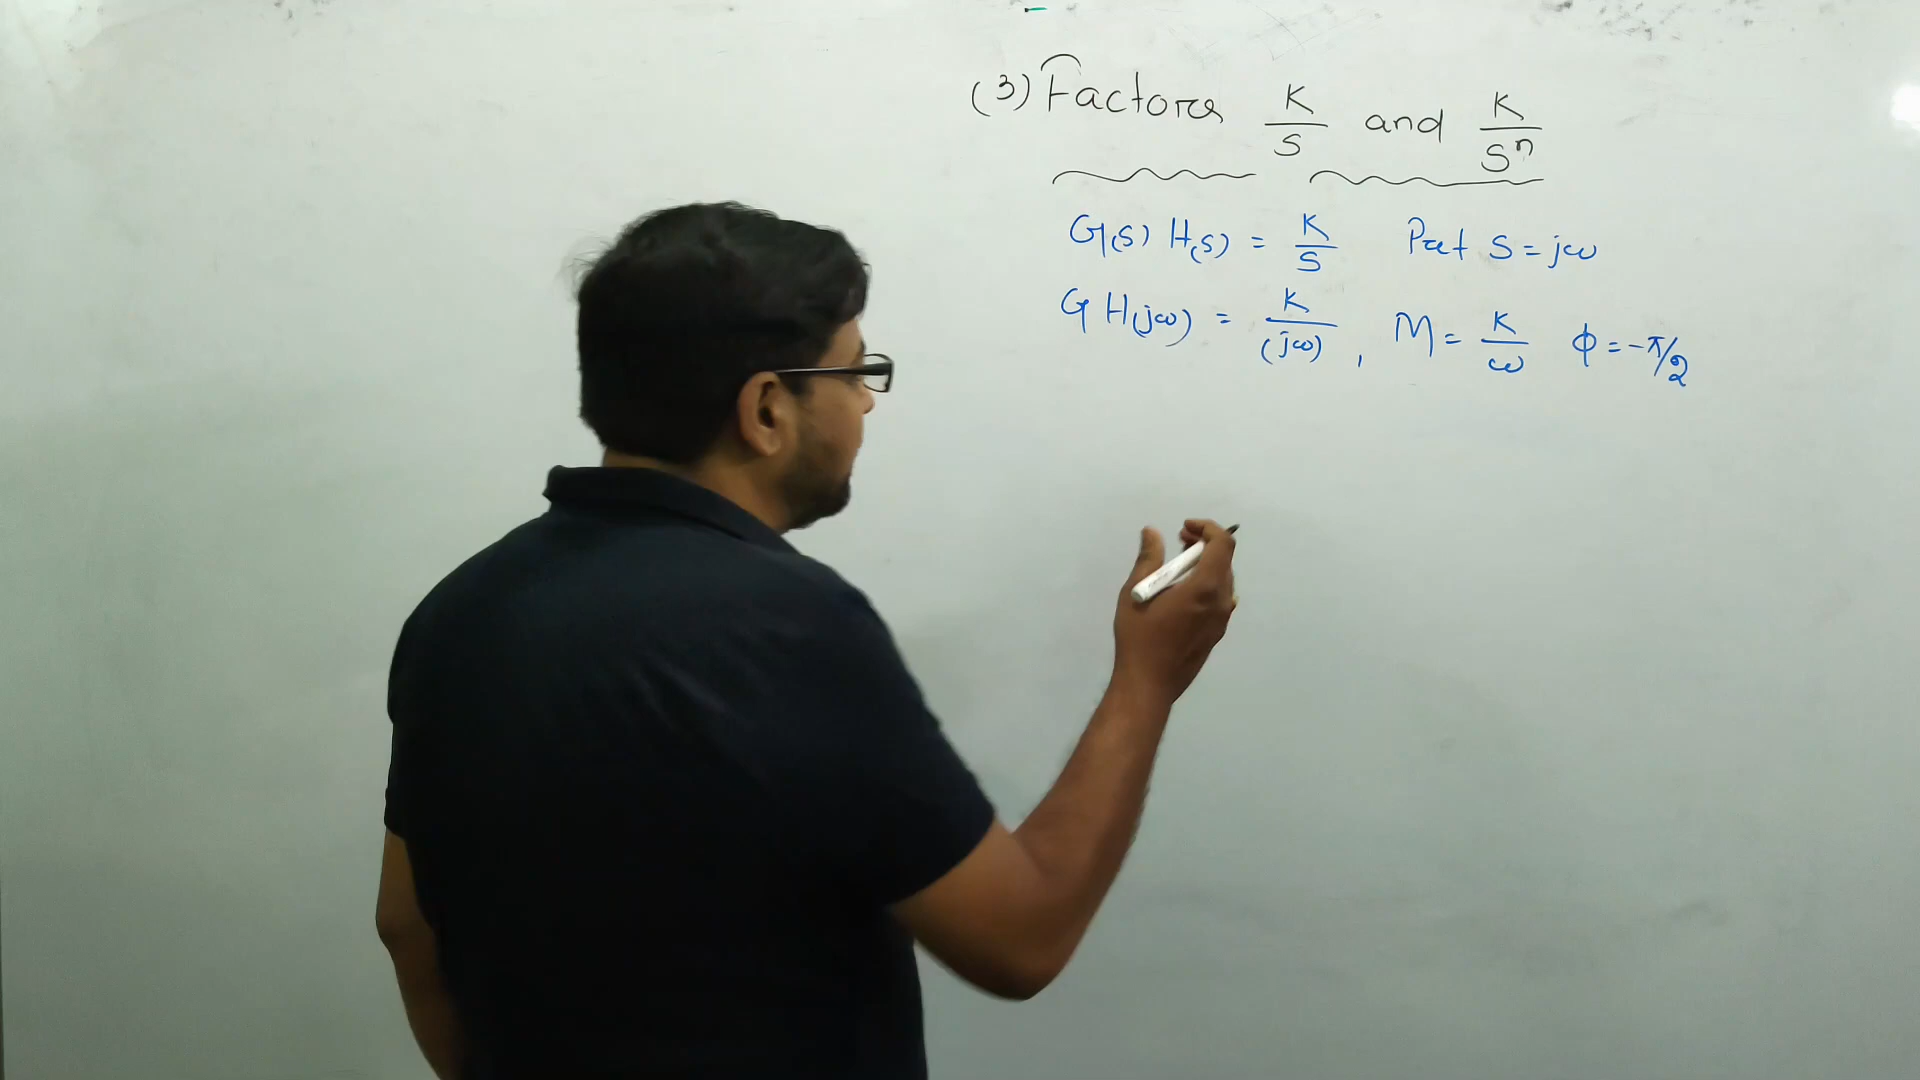 (3) Factors K/S and K/Sⁿ
G(S) H(S) = K/S Put S = jω
G H(jω) = K/(jω) , M = K/ω ϕ = -π/2